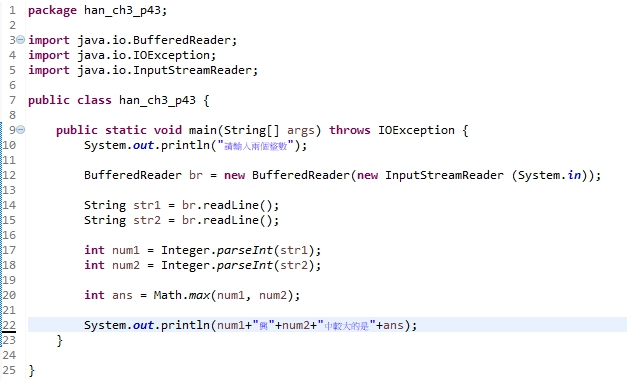 1 package han_ch3_p43;
2
3 import java.io.BufferedReader;
4 import java.io.IOException;
5 import java.io.InputStreamReader;
6
7 public class han_ch3_p43 {
8
9 public static void main(String[] args) throws IOException {
10 System.out.println("請輸入兩個整數");
11
12 BufferedReader br = new BufferedReader(new InputStreamReader (System.in));
13
14 String str1 = br.readLine();
15 String str2 = br.readLine();
16
17 int num1 = Integer.parseInt(str1);
18 int num2 = Integer.parseInt(str2);
19
20 int ans = Math.max(num1, num2);
21
22 System.out.println(num1+"與"+num2+"中較大的是"+ans);
23 }
24
25 }